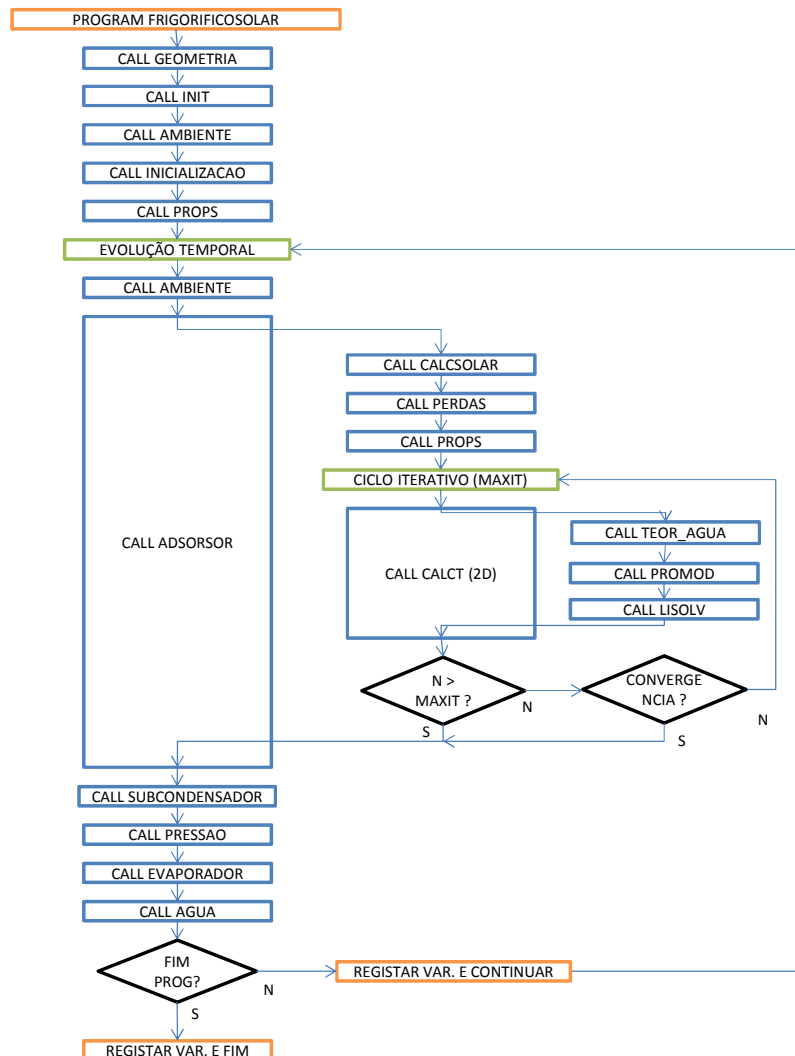 PROGRAM FRIGORIFICOSOLAR
CALL GEOMETRIA
CALL INIT
CALL AMBIENTE
CALL INICIALIZACAO
CALL PROPS
EVOLUÇÃO TEMPORAL
CALL AMBIENTE
CALL ADSORSOR
CALL CALCSOLAR
CALL PERDAS
CALL PROPS
CICLO ITERATIVO (MAXIT)
CALL CALCT (2D)
CALL TEOR_AGUA
CALL PROMOD
CALL LISOLV
N >
MAXIT ?
N
S
CONVERGE
NCIA ?
N
S
CALL SUBCONDENSADOR
CALL PRESSAO
CALL EVAPORADOR
CALL AGUA
FIM
PROG?
N
S
REGISTAR VAR. E CONTINUAR
REGISTAR VAR. E FIM